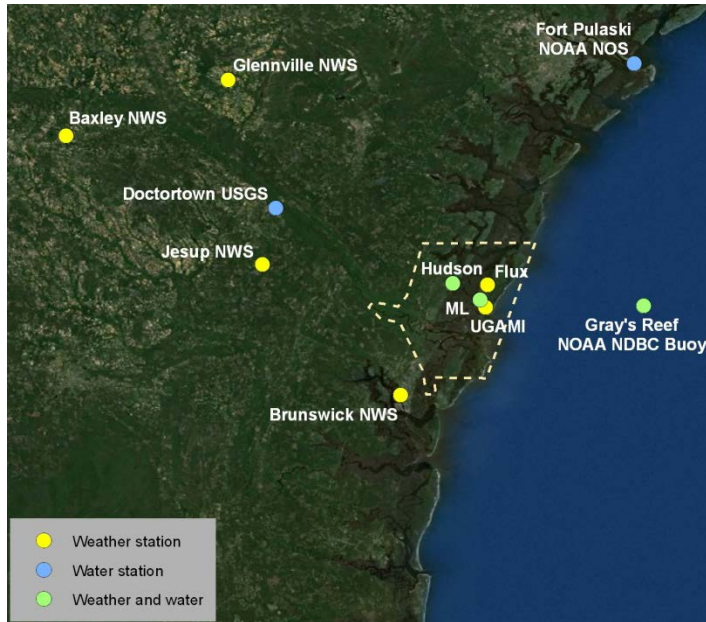 Fort Pulaski
NOAA NOS
Glennville NWS
Baxley NWS
Doctortown USGS
Jesup NWS
Hudson
Flux
ML
UGAMI
Gray's Reef
NOAA NDBC Buoy
Brunswick NWS
Weather station
Water station
Weather and water